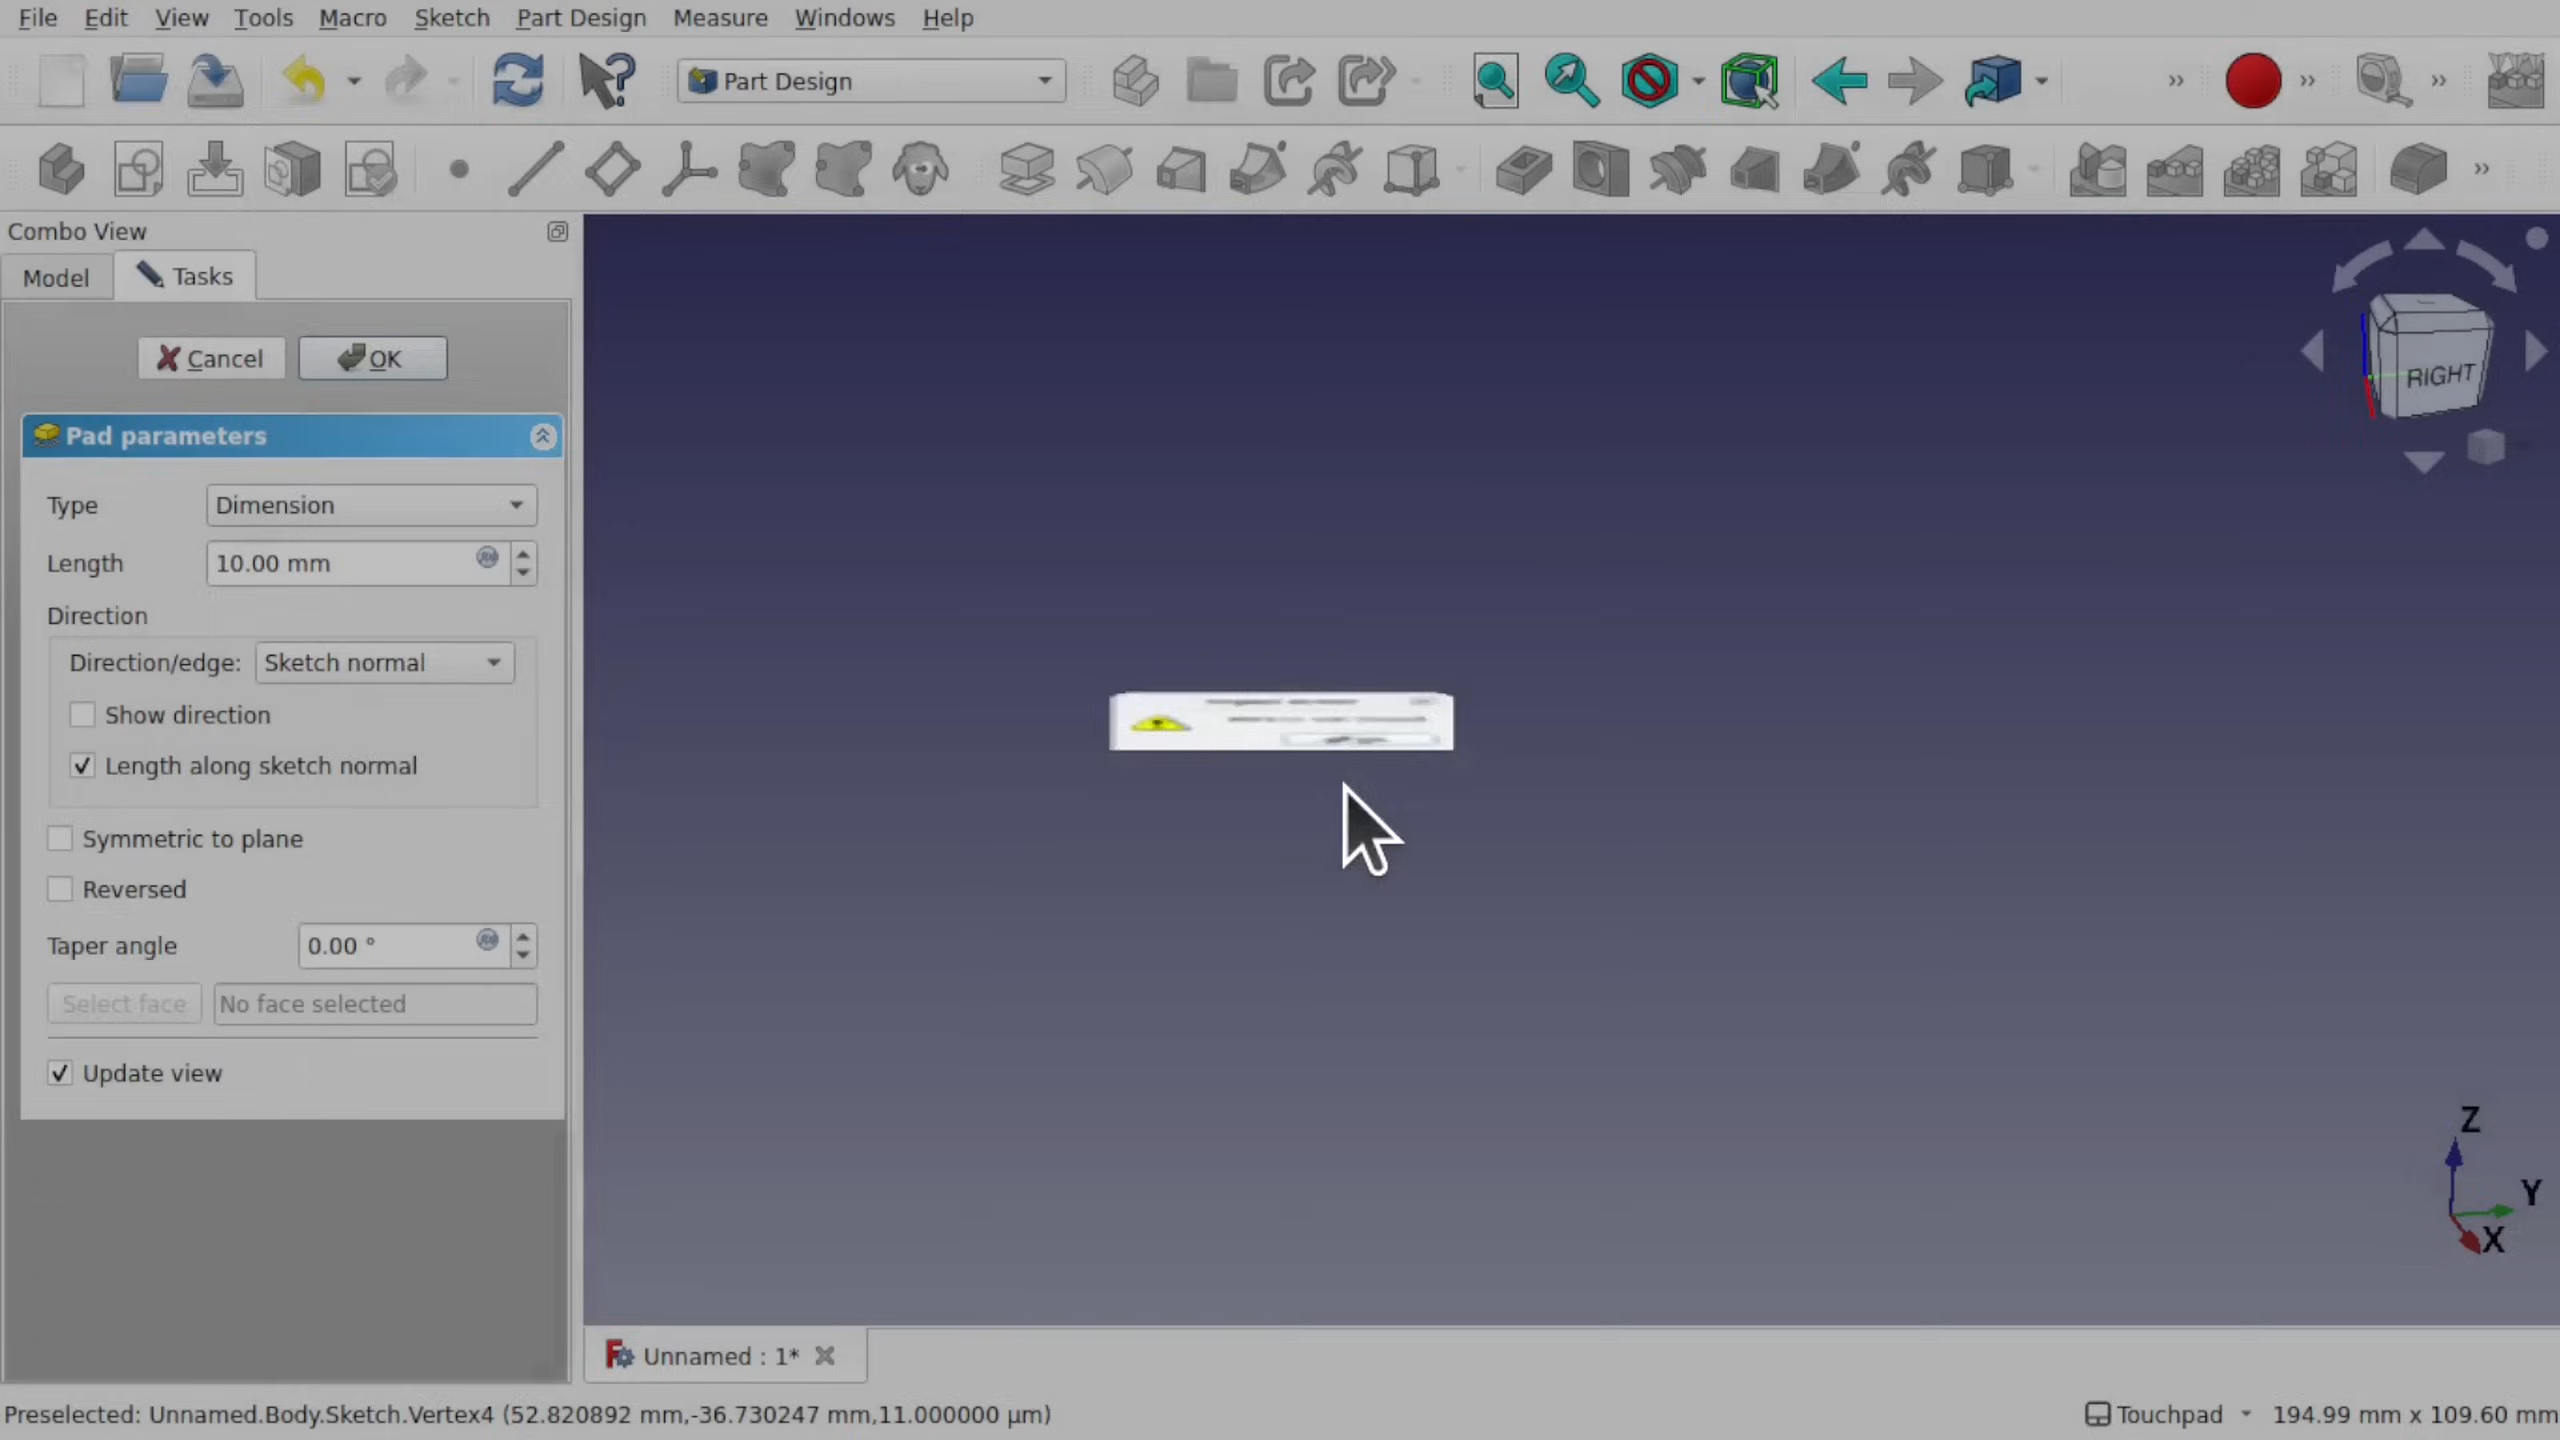 File Edit View Tools Macro Sketch Part Design Measure Windows Help
Part Design
Combo View
Model Tasks
Cancel OK
Pad parameters
Type Dimension
Length 10.00 mm
Direction
Direction/edge: Sketch normal
Show direction
Length along sketch normal
Symmetric to plane
Reversed
Taper angle 0.00 °
Select face No face selected
Update view
RIGHT
Z
Y
X
Unnamed : 1*
Preselected: Unnamed.Body.Sketch.Vertex4 (52.820892 mm,-36.730247 mm,11.000000 µm)
Touchpad 194.99 mm x 109.60 mm